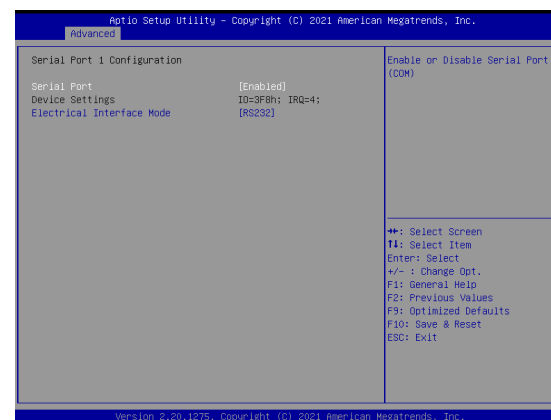 Aptio Setup Utility – Copyright (C) 2021 American Megatrends, Inc.
Advanced
Serial Port 1 Configuration
Serial Port [Enabled]
Device Settings IO=3F8h; IRQ=4;
Electrical Interface Mode [RS232]
Enable or Disable Serial Port
(COM)
→←: Select Screen
↑↓: Select Item
Enter: Select
+/- : Change Opt.
F1: General Help
F2: Previous Values
F9: Optimized Defaults
F10: Save & Reset
ESC: Exit
Version 2.20.1275. Copyright (C) 2021 American Megatrends, Inc.